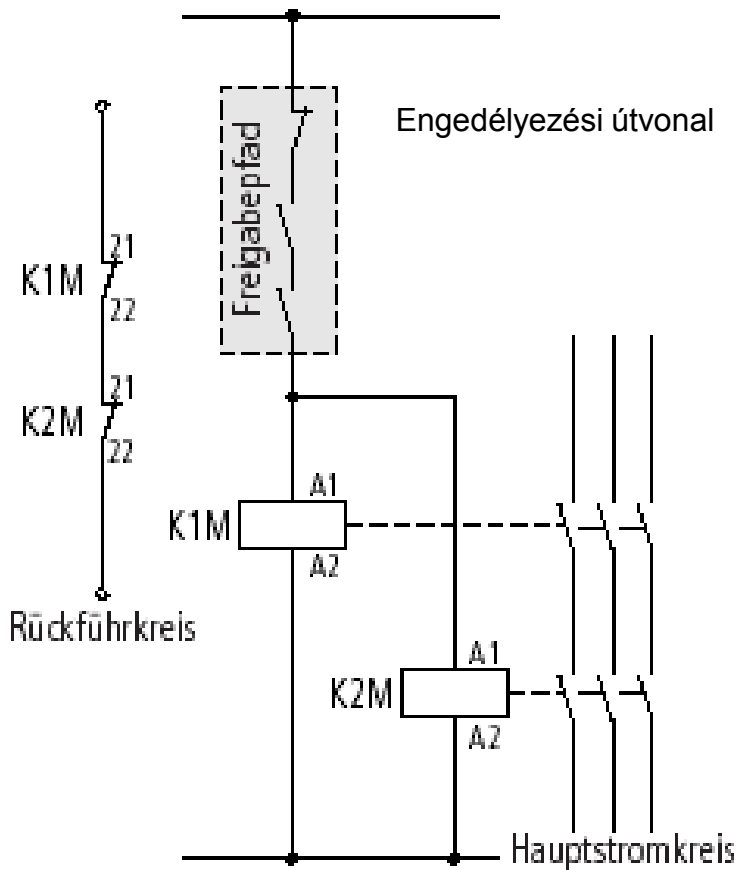 Engedélyezési útvonal
Freigabepfad
21
K1M
22
21
K2M
22
A1
K1M
A2
Rückführkreis
A1
K2M
A2
Hauptstromkreis